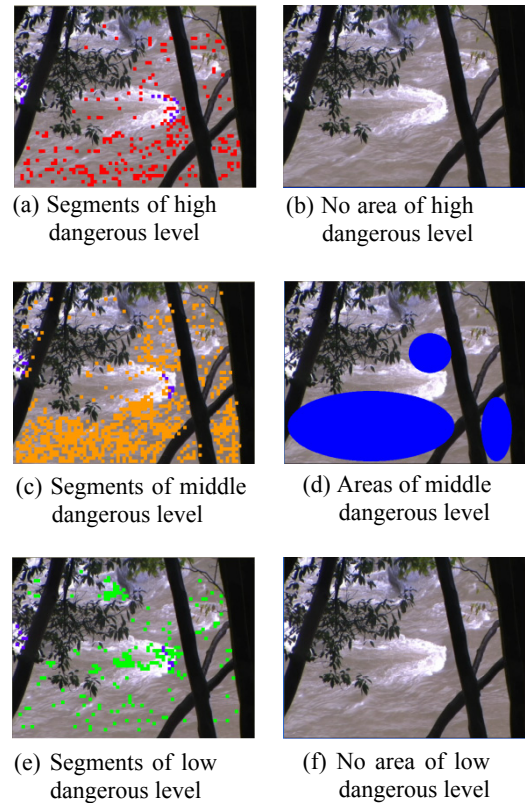 (a) Segments of high
dangerous level
(b) No area of high
dangerous level
(c) Segments of middle
dangerous level
(d) Areas of middle
dangerous level
(e) Segments of low
dangerous level
(f) No area of low
dangerous level